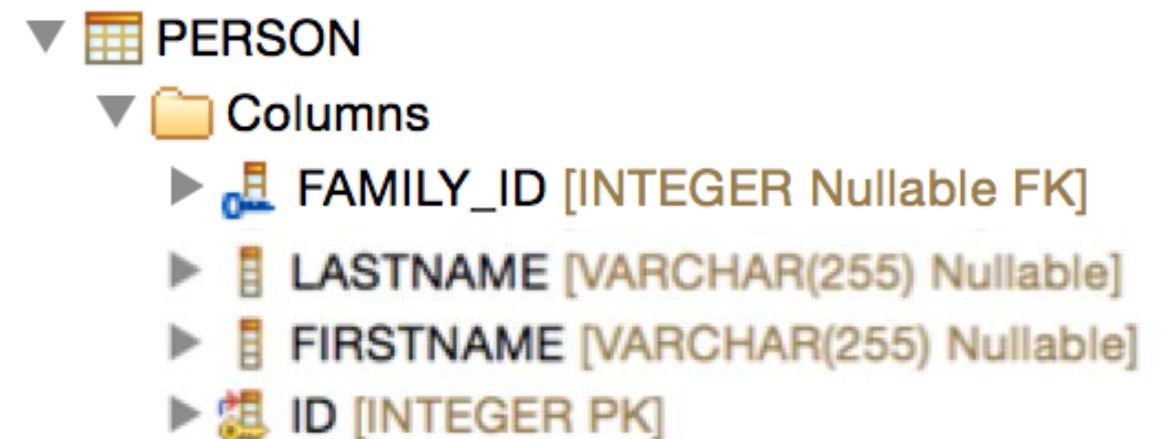 PERSON
Columns
FAMILY_ID [INTEGER Nullable FK]
LASTNAME [VARCHAR(255) Nullable]
FIRSTNAME [VARCHAR(255) Nullable]
ID [INTEGER PK]